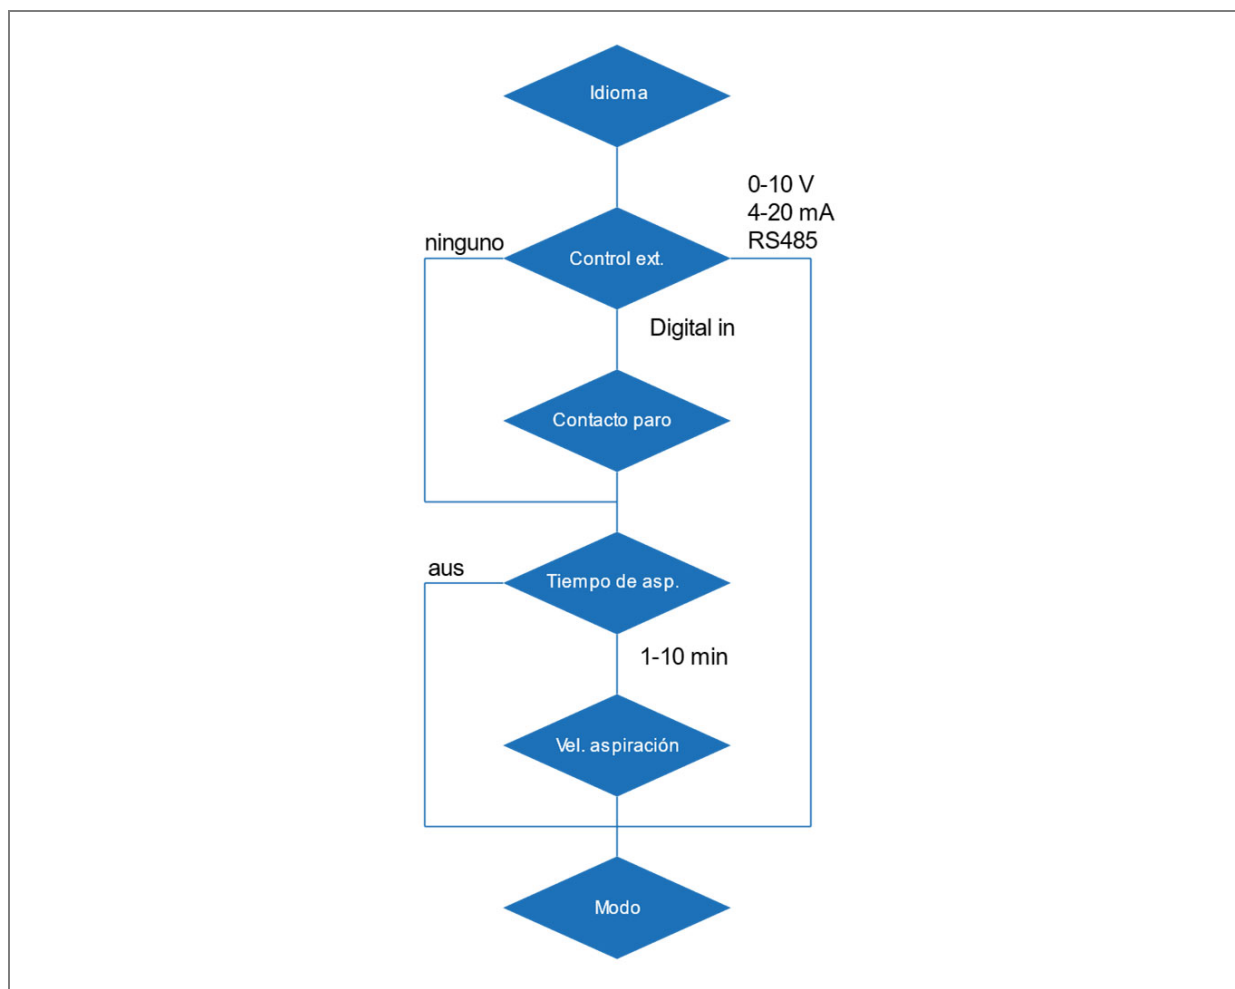 Idioma
0-10 V
4-20 mA
RS485
ninguno
Control ext.
Digital in
Contacto paro
aus
Tiempo de asp.
1-10 min
Vel. aspiración
Modo